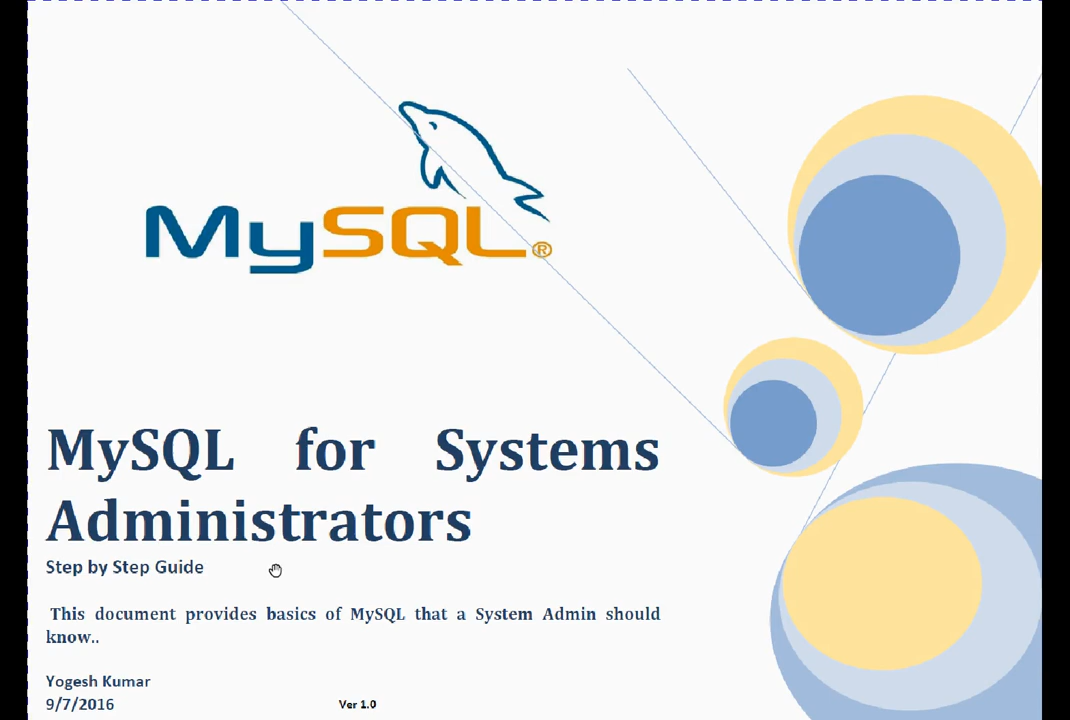 MySQL®
MySQL for Systems
Administrators
Step by Step Guide
This document provides basics of MySQL that a System Admin should
know..
Yogesh Kumar
9/7/2016 Ver 1.0